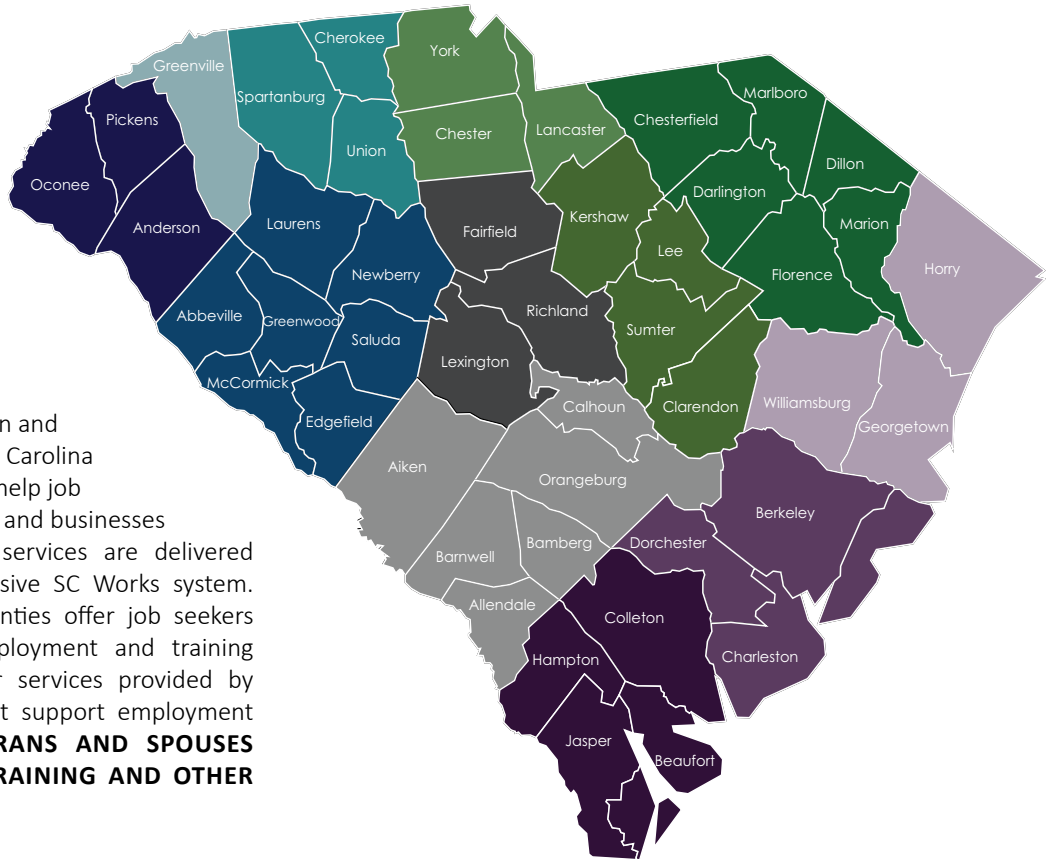 Cherokee
York
Greenville
Marlboro
Spartanburg
Pickens
Chesterfield
Lancaster
Chester
Union
Dillon
Oconee
Darlington
Kershaw
Laurens
Marion
Anderson
Fairfield
Lee
Horry
Newberry
Florence
Richland
Abbeville
Greenwood
Sumter
Saluda
Lexington
McCormick
Williamsburg
Calhoun
Clarendon
Edgefield
Georgetown
Aiken
Orangeburg
Berkeley
Bamberg
Dorchester
Barnwell
Allendale
Colleton
Charleston
Hampton
Jasper
Beaufort
n and
Carolina
help job
and businesses
services are delivered
sive SC Works system.
nties offer job seekers
ployment and training
r services provided by
t support employment
RANS AND SPOUSES
RAINING AND OTHER